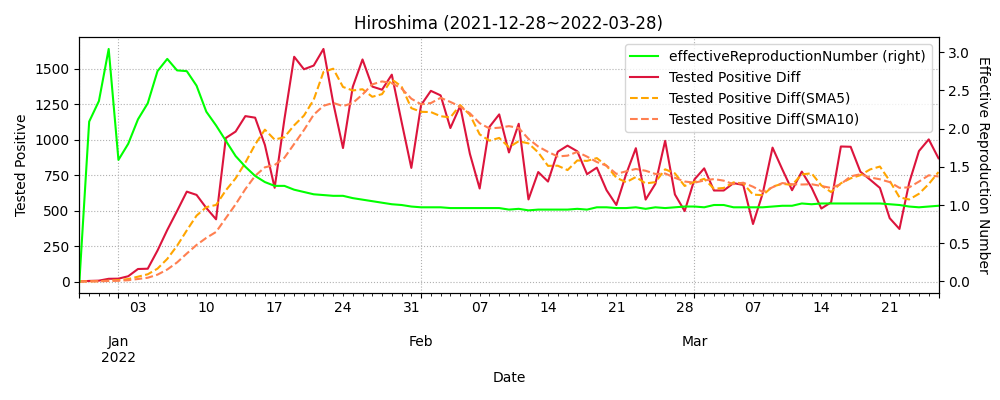 Hiroshima (2021-12-28~2022-03-28)
effectiveReproductionNumber (right)
Tested Positive Diff
Tested Positive Diff(SMA5)
Tested Positive Diff(SMA10)
Tested Positive
1500
1250
1000
750
500
250
0
3.0
2.5
2.0
1.5
1.0
0.5
0.0
Effective Reproduction Number
03 10 17 24 31 07 14 21 28 07 14 21
Jan Feb Mar
2022
Date